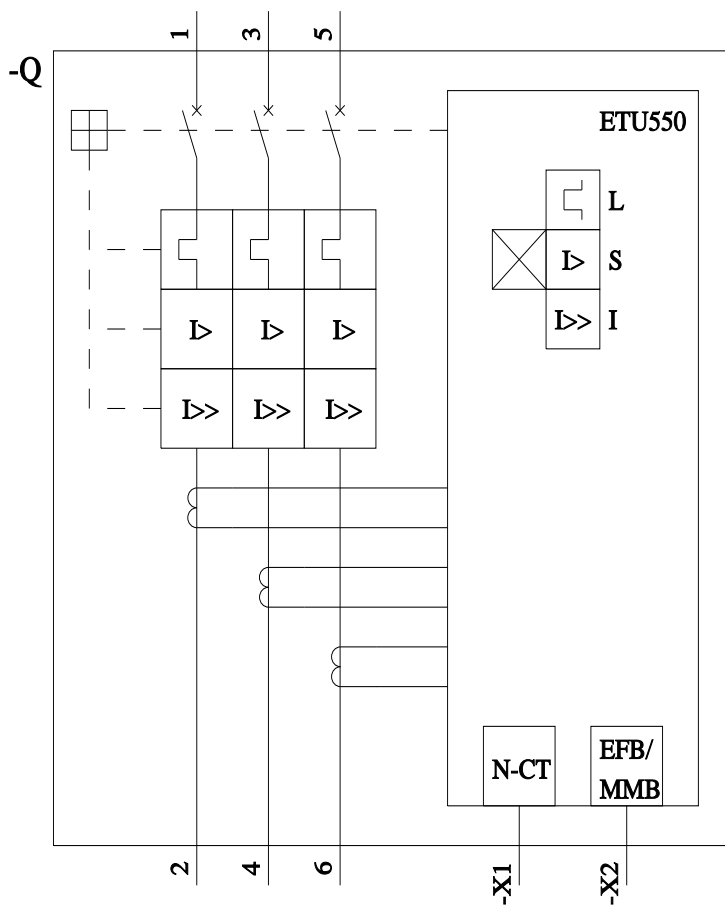 1 3 5
-Q
ETU550
L
I> S
I>> I
I> I> I>
I>> I>> I>>
N-CT
EFB/
MMB
2 4 6 -X1 -X2